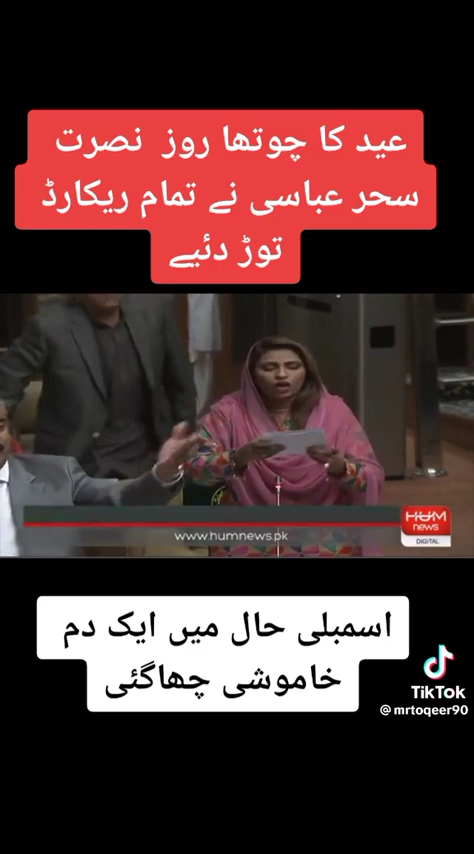 عید کا چوتھا روز نصرت
سحر عباسی نے تمام ریکارڈ
توڑ دئیے
HUM
news
DIGITAL
www.humnews.pk
اسمبلی حال میں ایک دم
خاموشی چھاگئی
TikTok
@mrtoqeer90